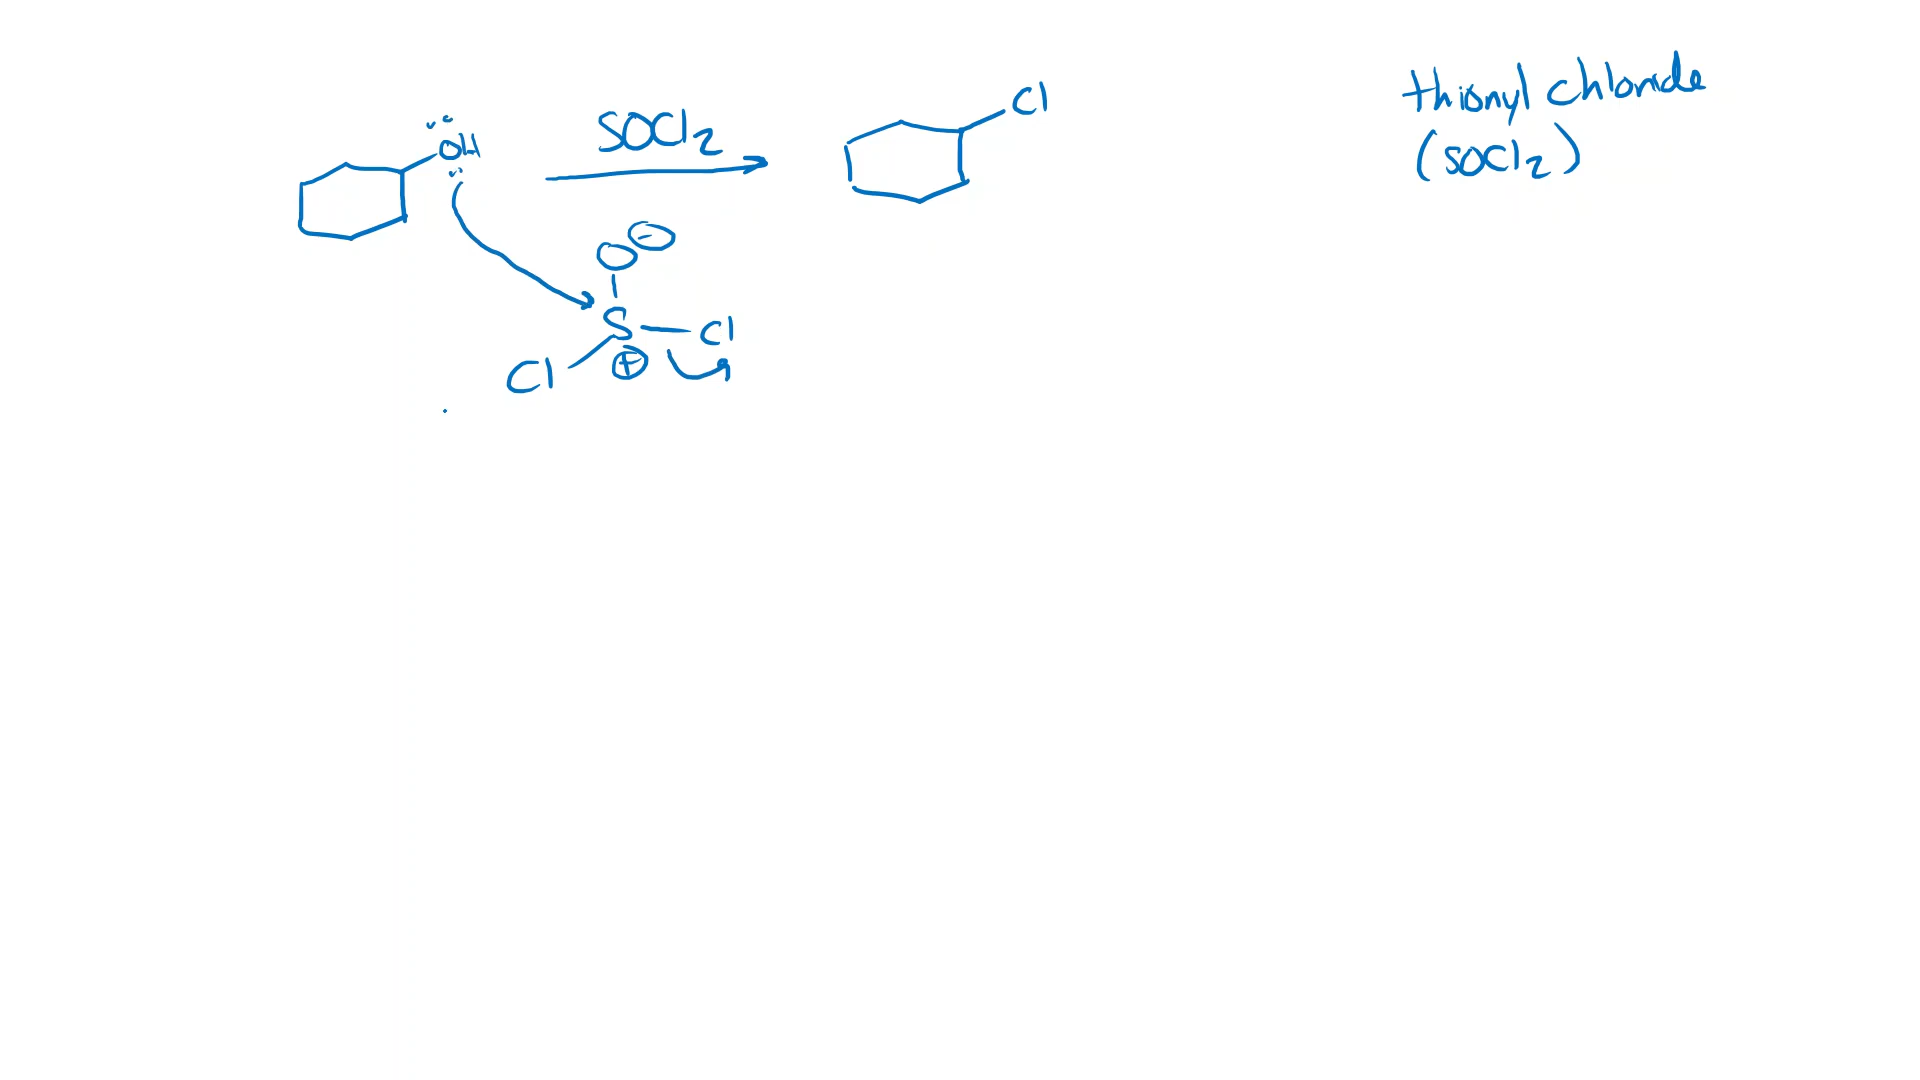 thionyl chloride
(SOCl2)
OH
SOCl2
Cl
O -
S Cl
Cl +